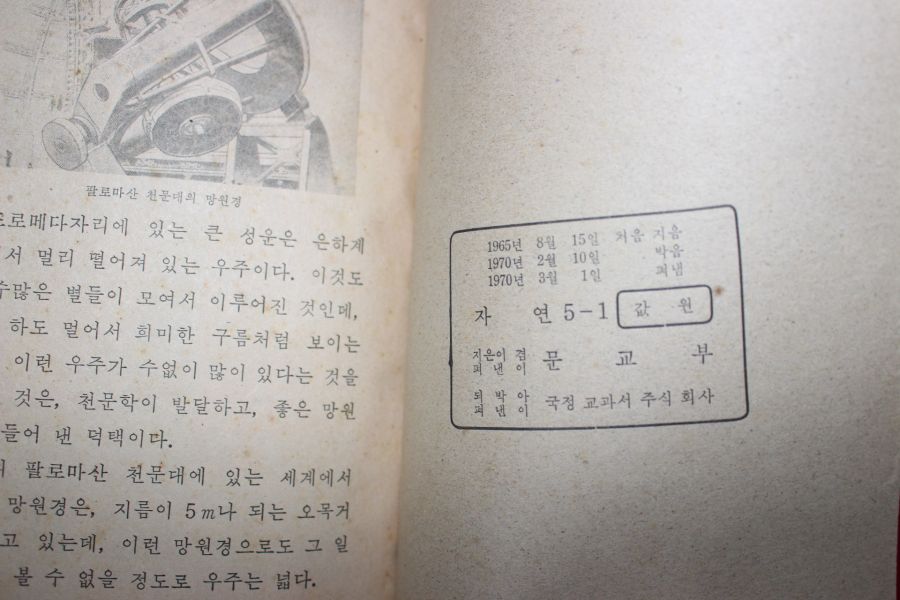 팔로마산 천문대의 망원경
로메다자리에 있는 큰 성운은 은하계
서 멀리 떨어져 있는 우주이다. 이것도
수많은 별들이 모여서 이루어진 것인데,
하도 멀어서 희미한 구름처럼 보이는
이런 우주가 수없이 많이 있다는 것을
것은, 천문학이 발달하고, 좋은 망원
들어 낸 덕택이다.
팔로마산 천문대에 있는 세계에서
망원경은, 지름이 5m나 되는 오목거
고 있는데, 이런 망원경으로도 그 일
볼 수 없을 정도로 우주는 넓다.
1965년 8월 15일 처음 지음
1970년 2월 10일 박음
1970년 3월 1일 펴냄
자 연 5-1 값 원
지은이 겸 펴낸이 문 교 부
되박아 펴낸이 국정 교과서 주식 회사